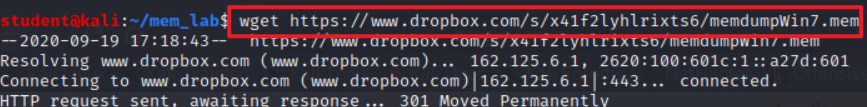 student@kali:~/mem_lab$ wget https://www.dropbox.com/s/x41f2lyhlrixts6/memdumpWin7.mem
--2020-09-19 17:18:43--  https://www.dropbox.com/s/x41f2lyhlrixts6/memdumpWin7.mem
Resolving www.dropbox.com (www.dropbox.com)... 162.125.6.1, 2620:100:601c:1::a27d:601
Connecting to www.dropbox.com (www.dropbox.com)|162.125.6.1|:443... connected.
HTTP request sent, awaiting response... 301 Moved Permanently